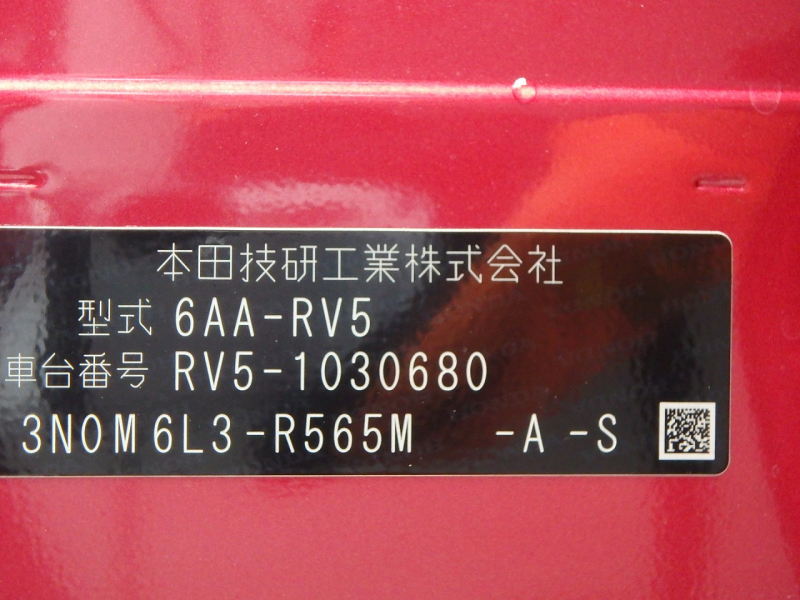 本田技研工業株式会社
型式 6AA-RV5
車台番号 RV5-1030680
3N0M6L3-R565M -A -S